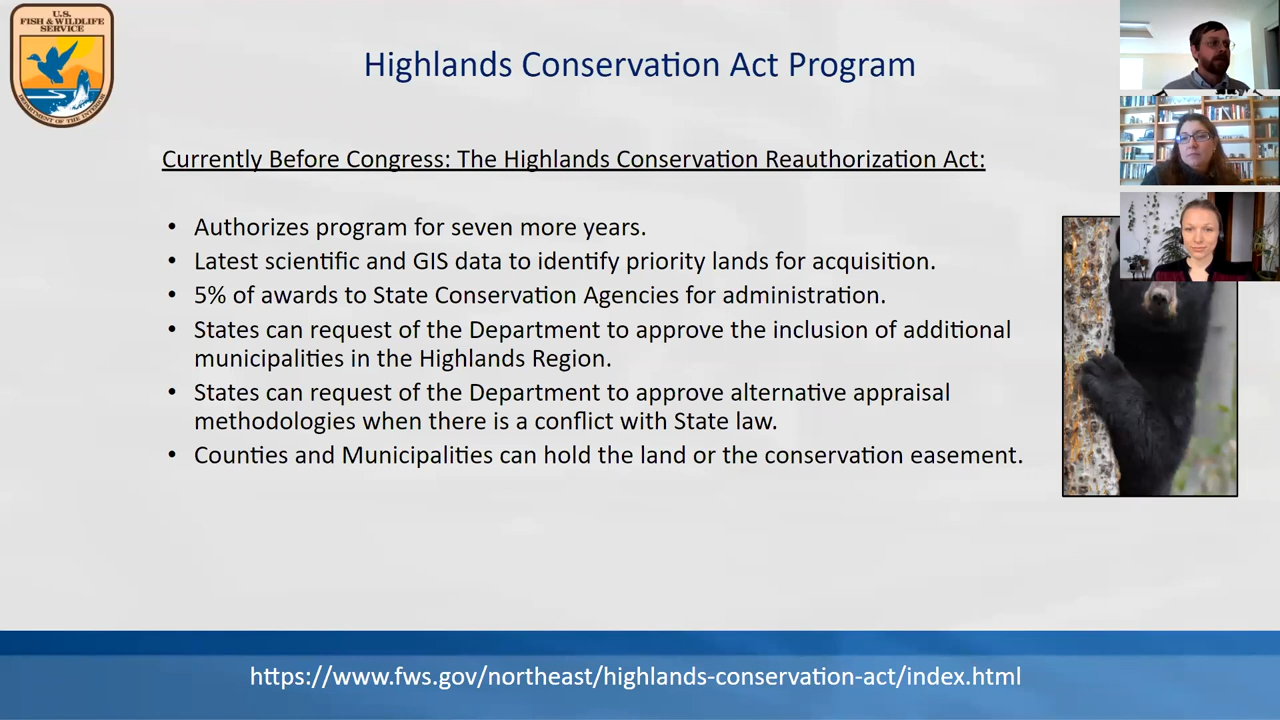 U.S.
FISH & WILDLIFE
SERVICE
DEPARTMENT OF THE INTERIOR
Highlands Conservation Act Program
Currently Before Congress: The Highlands Conservation Reauthorization Act:
• Authorizes program for seven more years.
• Latest scientific and GIS data to identify priority lands for acquisition.
• 5% of awards to State Conservation Agencies for administration.
• States can request of the Department to approve the inclusion of additional
municipalities in the Highlands Region.
• States can request of the Department to approve alternative appraisal
methodologies when there is a conflict with State law.
• Counties and Municipalities can hold the land or the conservation easement.
https://www.fws.gov/northeast/highlands-conservation-act/index.html